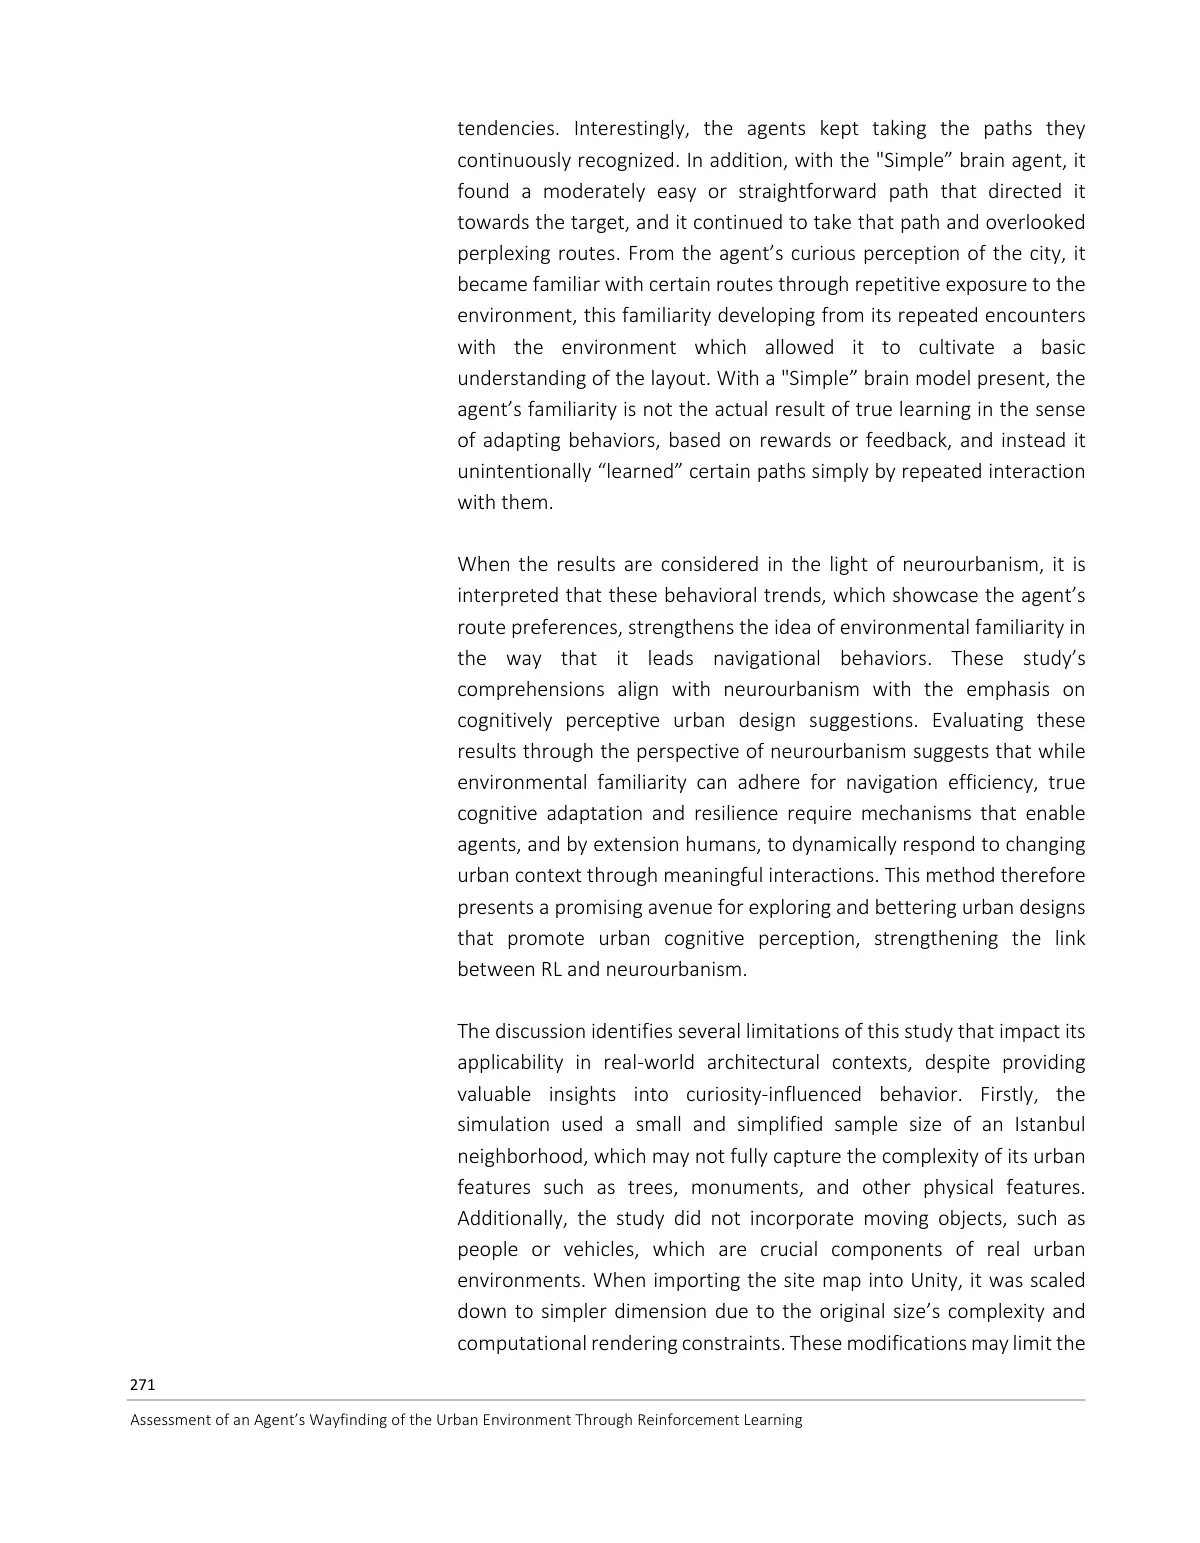 tendencies. Interestingly, the agents kept taking the paths they
continuously recognized. In addition, with the "Simple” brain agent, it
found a moderately easy or straightforward path that directed it
towards the target, and it continued to take that path and overlooked
perplexing routes. From the agent’s curious perception of the city, it
became familiar with certain routes through repetitive exposure to the
environment, this familiarity developing from its repeated encounters
with the environment which allowed it to cultivate a basic
understanding of the layout. With a "Simple” brain model present, the
agent’s familiarity is not the actual result of true learning in the sense
of adapting behaviors, based on rewards or feedback, and instead it
unintentionally “learned” certain paths simply by repeated interaction
with them.
When the results are considered in the light of neurourbanism, it is
interpreted that these behavioral trends, which showcase the agent’s
route preferences, strengthens the idea of environmental familiarity in
the way that it leads navigational behaviors. These study’s
comprehensions align with neurourbanism with the emphasis on
cognitively perceptive urban design suggestions. Evaluating these
results through the perspective of neurourbanism suggests that while
environmental familiarity can adhere for navigation efficiency, true
cognitive adaptation and resilience require mechanisms that enable
agents, and by extension humans, to dynamically respond to changing
urban context through meaningful interactions. This method therefore
presents a promising avenue for exploring and bettering urban designs
that promote urban cognitive perception, strengthening the link
between RL and neurourbanism.
The discussion identifies several limitations of this study that impact its
applicability in real-world architectural contexts, despite providing
valuable insights into curiosity-influenced behavior. Firstly, the
simulation used a small and simplified sample size of an Istanbul
neighborhood, which may not fully capture the complexity of its urban
features such as trees, monuments, and other physical features.
Additionally, the study did not incorporate moving objects, such as
people or vehicles, which are crucial components of real urban
environments. When importing the site map into Unity, it was scaled
down to simpler dimension due to the original size’s complexity and
computational rendering constraints. These modifications may limit the
271
Assessment of an Agent’s Wayfinding of the Urban Environment Through Reinforcement Learning